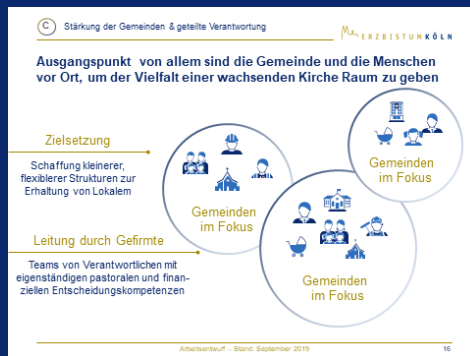 C Stärkung der Gemeinden & geteilte Verantwortung
ERZBISTUM KÖLN
Ausgangspunkt von allem sind die Gemeinde und die Menschen
vor Ort, um der Vielfalt einer wachsenden Kirche Raum zu geben
Zielsetzung
Schaffung kleinerer,
flexiblerer Strukturen zur
Erhaltung von Lokalem
Leitung durch Gefirmte
Teams von Verantwortlichen mit
eigenständigen pastoralen und finan-
ziellen Entscheidungskompetenzen
Gemeinden
im Fokus
Gemeinden
im Fokus
Gemeinden
im Fokus
Arbeitsentwurf – Stand: September 2019
16